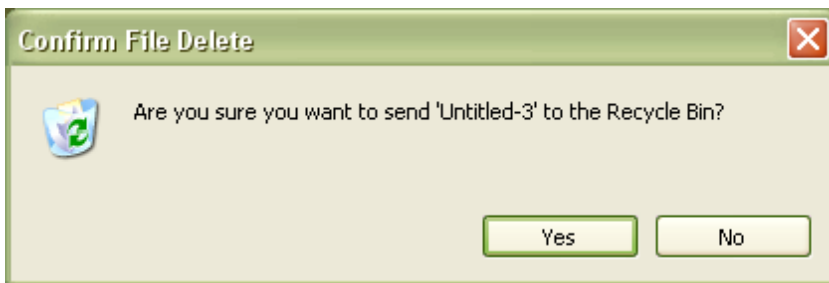 Confirm File Delete
Are you sure you want to send 'Untitled-3' to the Recycle Bin?
Yes
No